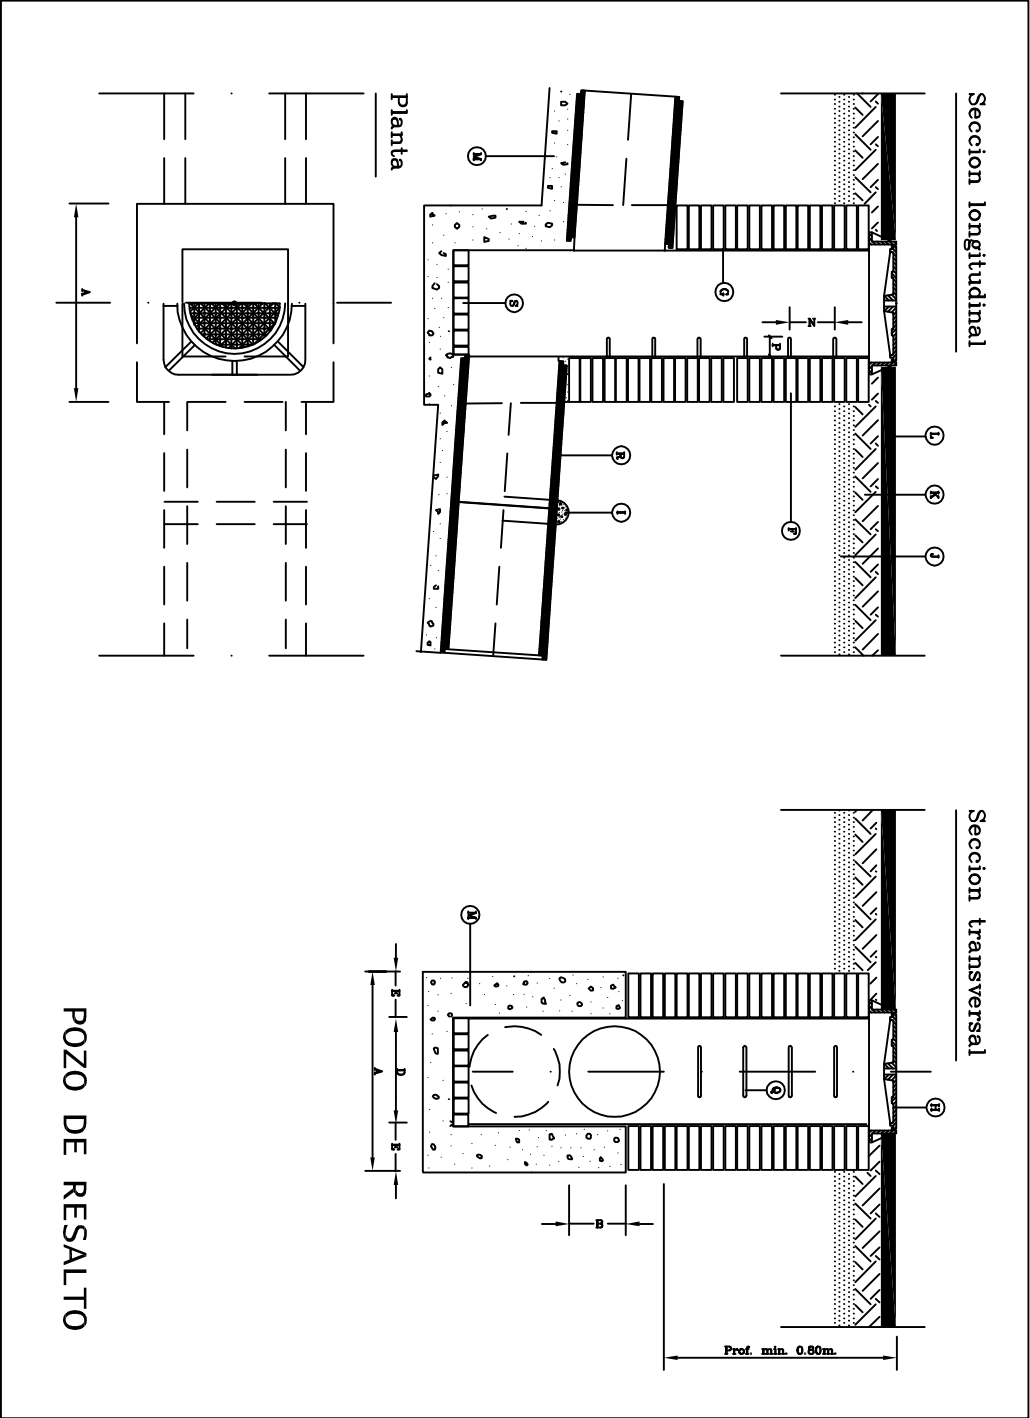 Seccion longitudinal
L
K
J
F
N
P
G
S
R
I
M
Planta
A
Seccion transversal
H
Q
M
E
D
E
A
B
Prof. min. 0.80m.
POZO DE RESALTO